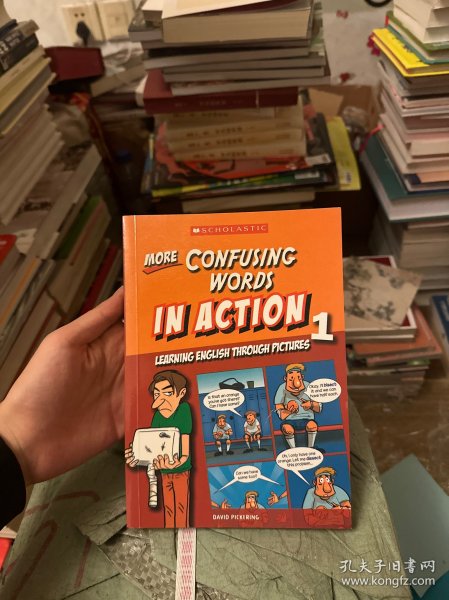 SCHOLASTIC
MORE CONFUSING
WORDS
IN ACTION 1
LEARNING ENGLISH THROUGH PICTURES
Is that an orange
you've got there?
Can I have some?
Okay, I'll bisect
it and we can
have half each.
Can we have
some too?
Oh, I only have one
orange. Let me dissect
this problem...
DAVID PICKERING
孔夫子旧书网
www.kongfz.com